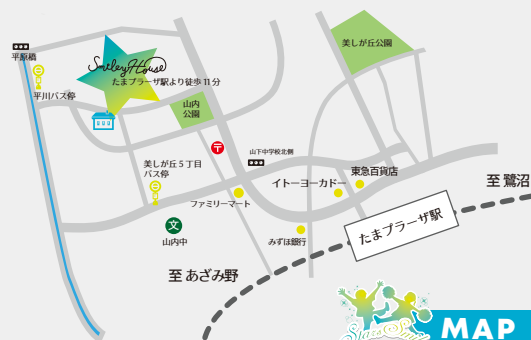 平原橋
平川バス停
Smiley House
たまプラーザ駅より徒歩11分
美しが丘公園
山内
公園
〒
山下中学校北側
美しが丘5丁目
バス停
イトーヨーカドー
東急百貨店
至 鷺沼
ファミリーマート
文
山内中
みずほ銀行
たまプラーザ駅
至 あざみ野
MAP